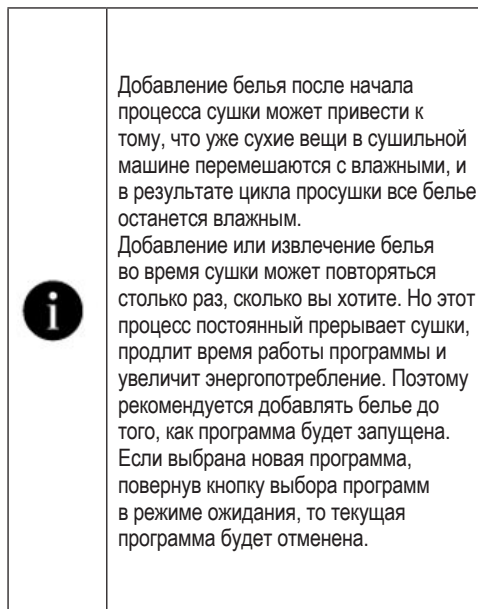 Добавление белья после начала
процесса сушки может привести к
тому, что уже сухие вещи в сушильной
машине перемешаются с влажными, и
в результате цикла просушки все белье
останется влажным.
Добавление или извлечение белья
во время сушки может повторяться
столько раз, сколько вы хотите. Но этот
процесс постоянный прерывает сушки,
продлит время работы программы и
увеличит энергопотребление. Поэтому
рекомендуется добавлять белье до
того, как программа будет запущена.
Если выбрана новая программа,
повернув кнопку выбора программ
в режиме ожидания, то текущая
программа будет отменена.